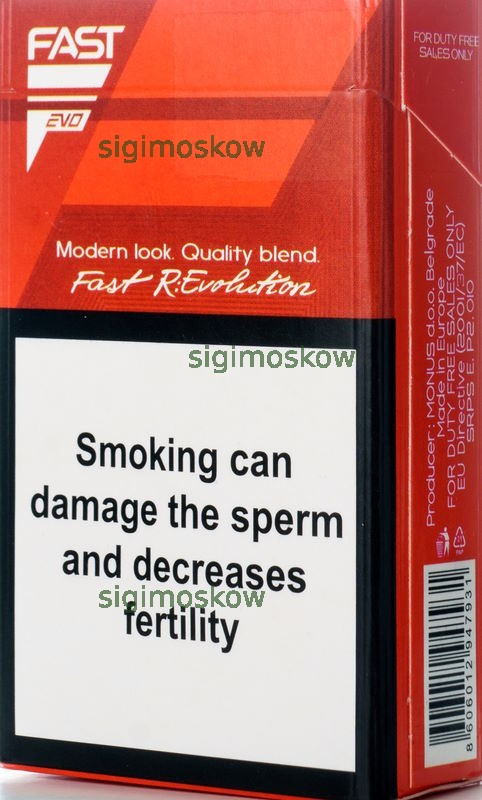 FAST
EVO
sigimoskow
Modern look. Quality blend.
Fast R:Evolution
sigimoskow
Smoking can
damage the sperm
and decreases
sigimoskow
fertility
FOR DUTY FREE
SALES ONLY
Producer: MONUS d.o.o. Belgrade
Made in Europe
FOR DUTY FREE SALES ONLY
EU Directive (2001/37/EC)
SRPS E. P2. 010
PAP
8 606012 947931